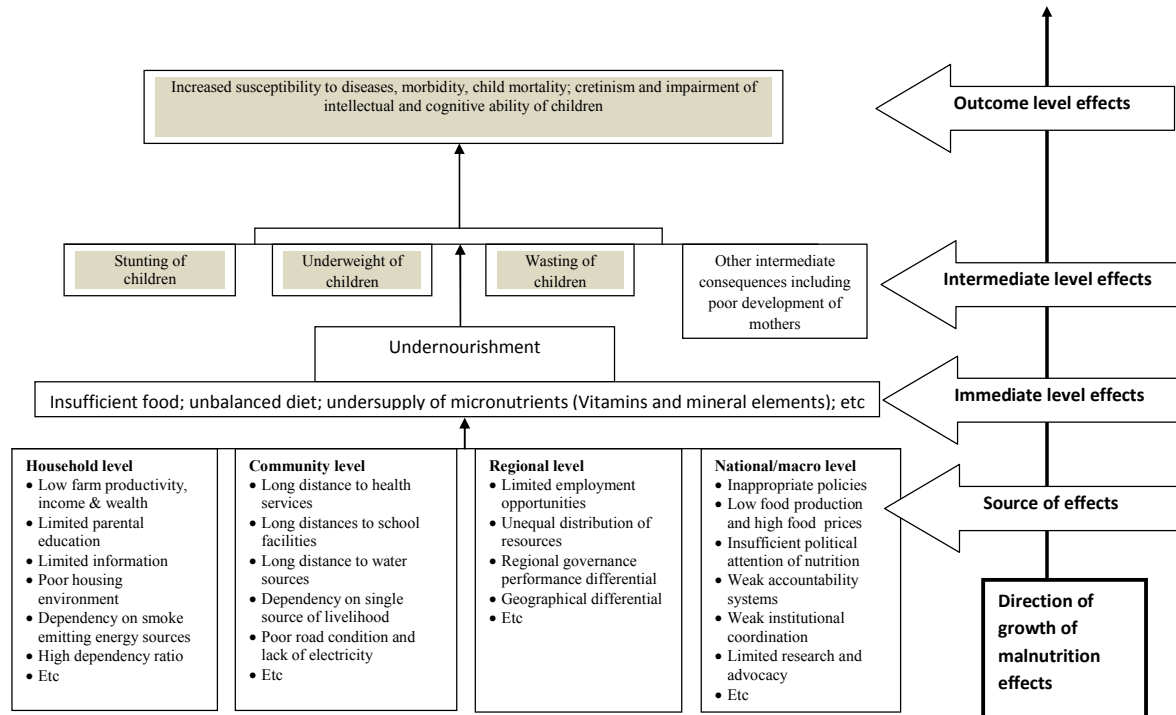 Increased susceptibility to diseases, morbidity, child mortality; cretinism and impairment of
intellectual and cognitive ability of children
Outcome level effects
Stunting of
children
Underweight of
children
Wasting of
children
Other intermediate
consequences including
poor development of
mothers
Intermediate level effects
Undernourishment
Insufficient food; unbalanced diet; undersupply of micronutrients (Vitamins and mineral elements); etc
Immediate level effects
Household level
• Low farm productivity,
income & wealth
• Limited parental
education
• Limited information
• Poor housing
environment
• Dependency on smoke
emitting energy sources
• High dependency ratio
• Etc
Community level
• Long distance to health
services
• Long distances to school
facilities
• Long distance to water
sources
• Dependency on single
source of livelihood
• Poor road condition and
lack of electricity
• Etc
Regional level
• Limited employment
opportunities
• Unequal distribution of
resources
• Regional governance
performance differential
• Geographical differential
• Etc
National/macro level
• Inappropriate policies
• Low food production
and high food prices
• Insufficient political
attention of nutrition
• Weak accountability
systems
• Weak institutional
coordination
• Limited research and
advocacy
• Etc
Source of effects
Direction of
growth of
malnutrition
effects